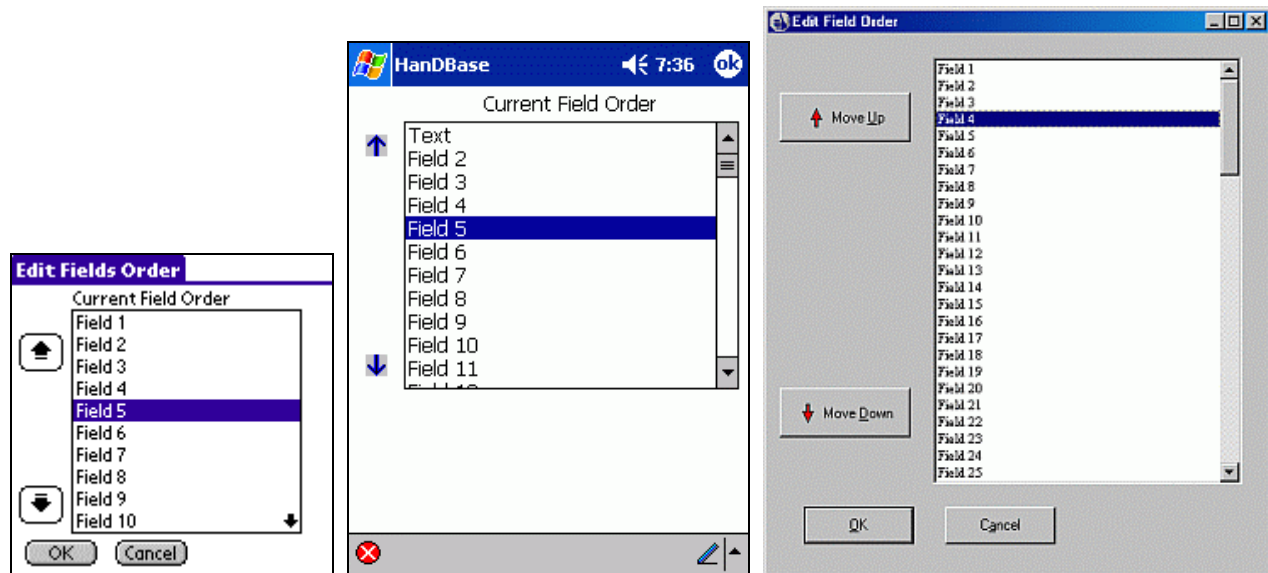 Edit Fields Order
Current Field Order
Field 1
Field 2
Field 3
Field 4
Field 5
Field 6
Field 7
Field 8
Field 9
Field 10
OK
Cancel
HanDBase
7:36
ok
Current Field Order
Text
Field 2
Field 3
Field 4
Field 5
Field 6
Field 7
Field 8
Field 9
Field 10
Field 11
Edit Field Order
Move Up
Field 1
Field 2
Field 3
Field 4
Field 5
Field 6
Field 7
Field 8
Field 9
Field 10
Field 11
Field 12
Field 13
Field 14
Field 15
Field 16
Field 17
Field 18
Field 19
Field 20
Field 21
Field 22
Field 23
Field 24
Field 25
Move Down
OK
Cancel